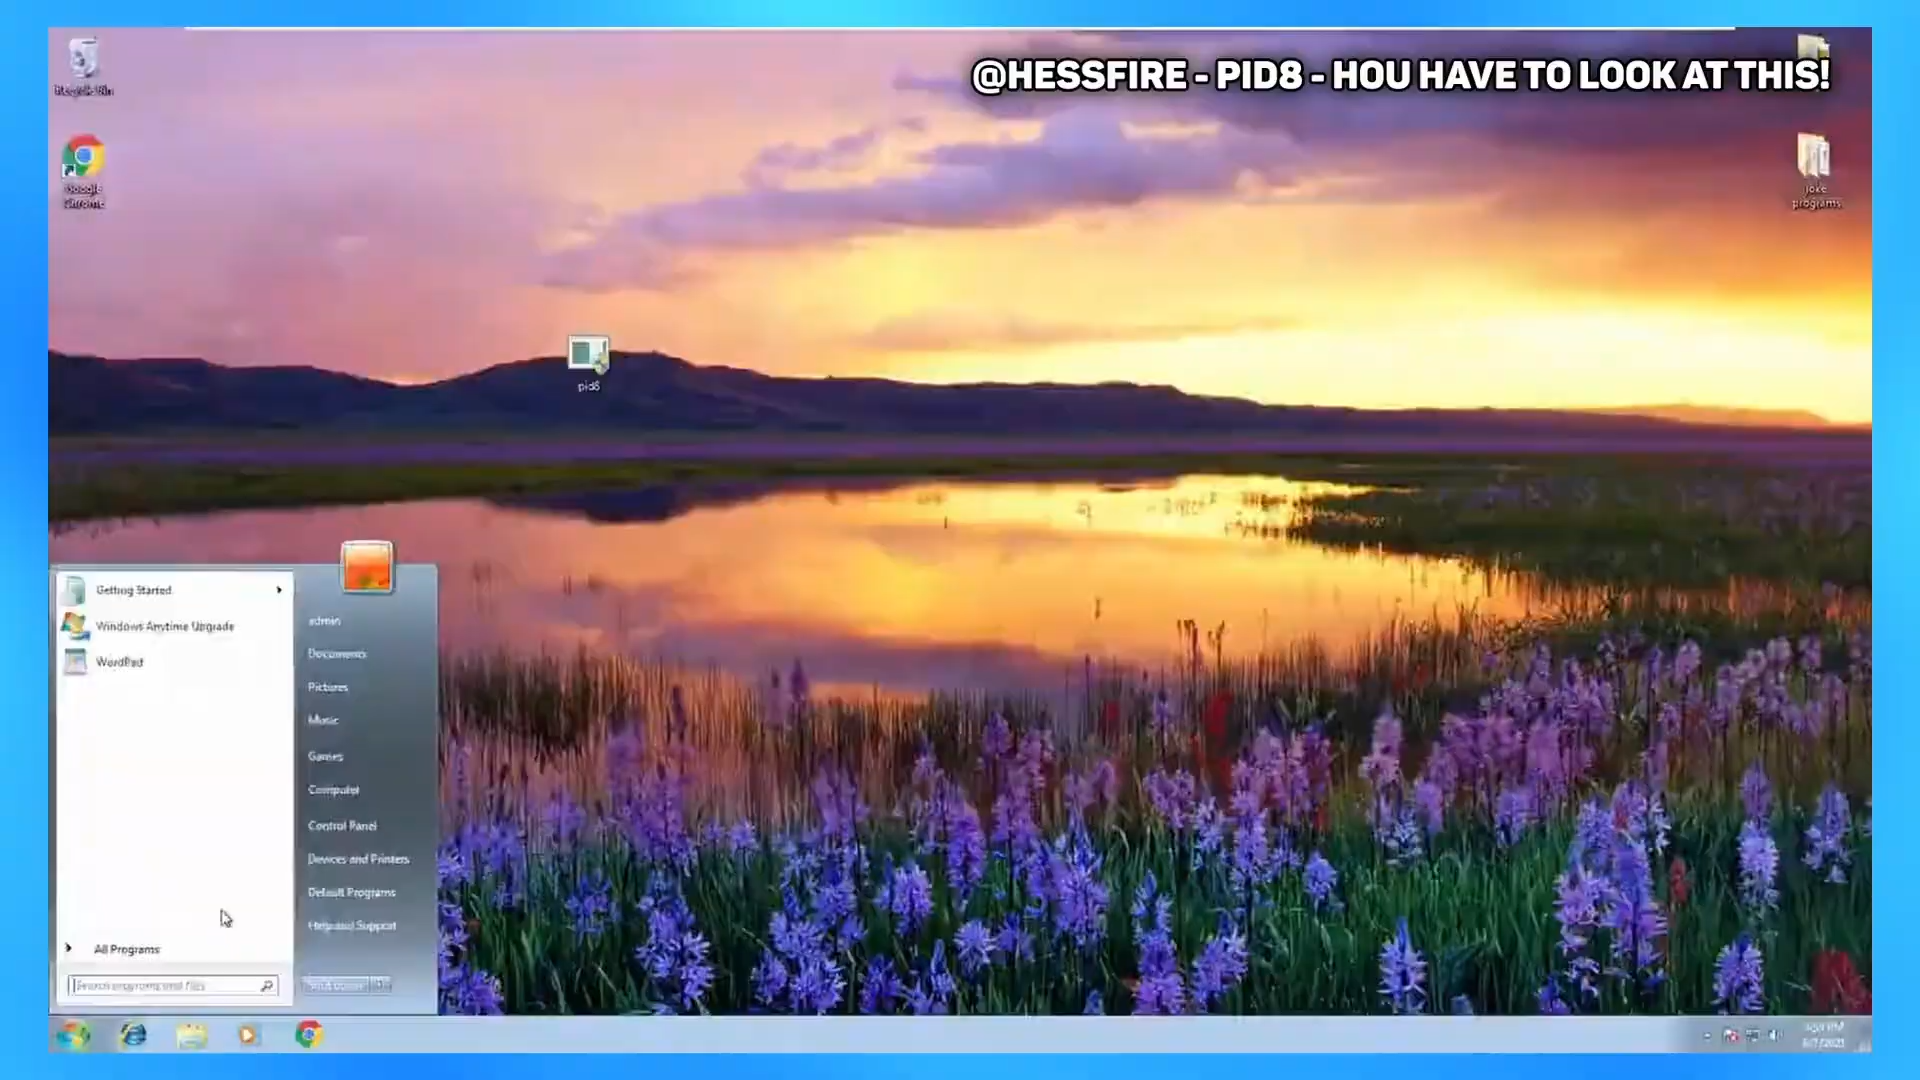 @HESSFIRE - PID8 - HOU HAVE TO LOOK AT THIS!
Recycle Bin
Google
Chrome
joke
programs
pid8
Getting Started
Windows Anytime Upgrade
WordPad
All Programs
Search programs and files
admin
Documents
Pictures
Music
Games
Computer
Control Panel
Devices and Printers
Default Programs
Help and Support
Shut down